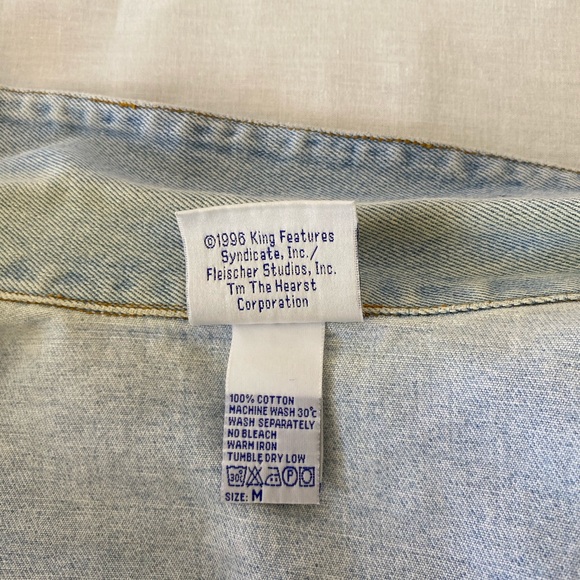 ©1996 King Features
Syndicate, Inc./
Fleischer Studios, Inc.
Tm The Hearst
Corporation
100% COTTON
MACHINE WASH 30°C
WASH SEPARATELY
NO BLEACH
WARM IRON
TUMBLE DRY LOW
30° P
SIZE: M